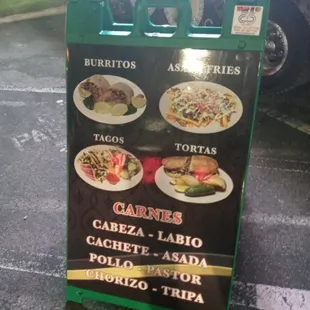 BURRITOS
ASADA FRIES
TACOS
TORTAS
CARNES
CABEZA - LABIO
CACHETE - ASADA
POLLO - PASTOR
CHORIZO - TRIPA